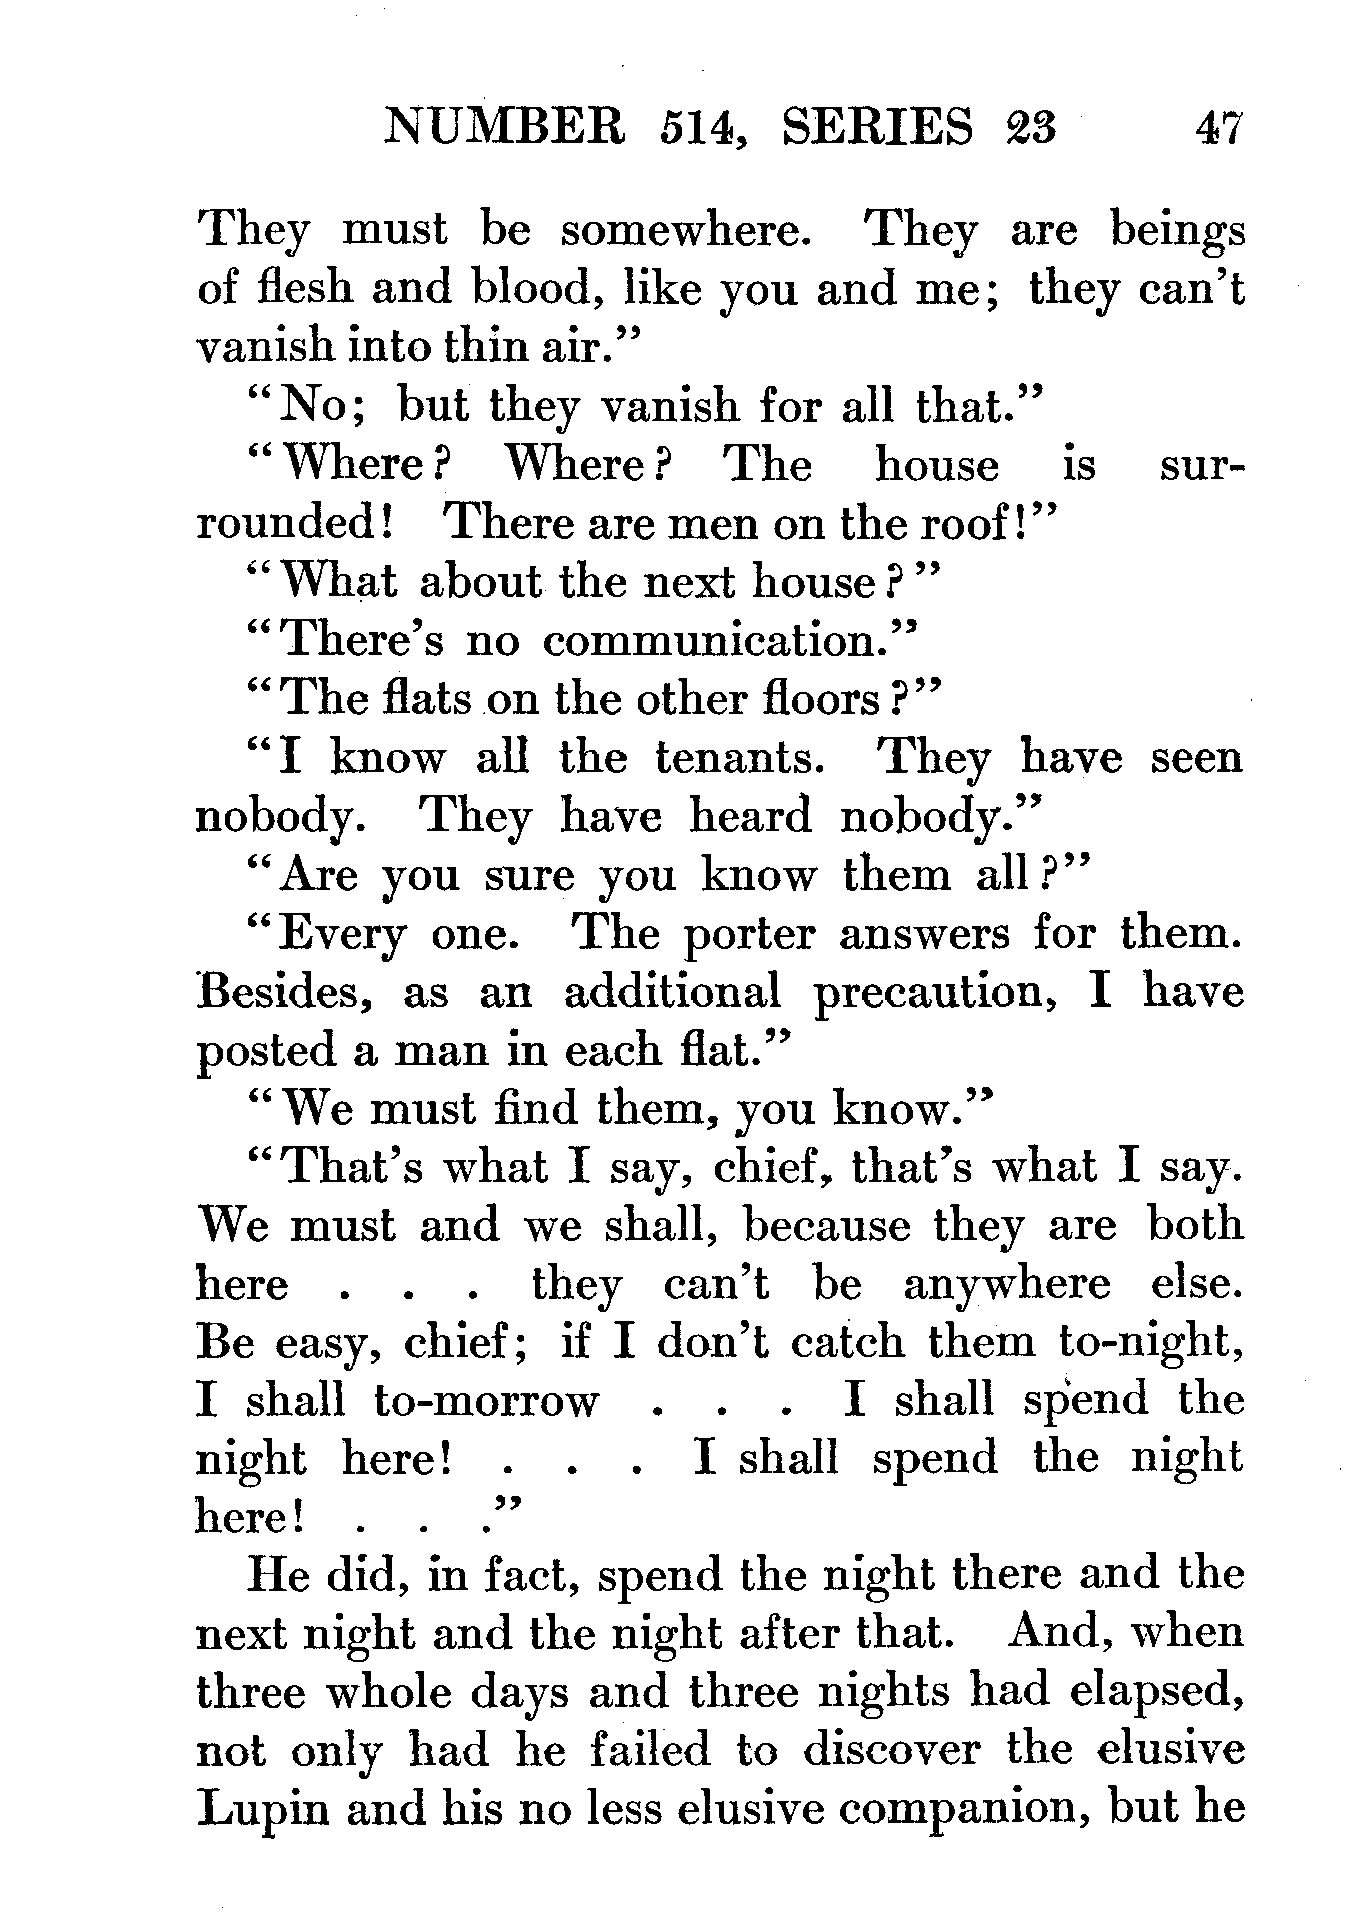 NUMBER 514, SERIES 23 47
They must be somewhere. They are beings
of flesh and blood, like you and me; they can't
vanish into thin air."
"No; but they vanish for all that."
"Where? Where? The house is sur-
rounded! There are men on the roof!"
"What about the next house?"
"There's no communication."
"The flats on the other floors?"
"I know all the tenants. They have seen
nobody. They have heard nobody."
"Are you sure you know them all?"
"Every one. The porter answers for them.
Besides, as an additional precaution, I have
posted a man in each flat."
"We must find them, you know."
"That's what I say, chief, that's what I say.
We must and we shall, because they are both
here . . . they can't be anywhere else.
Be easy, chief; if I don't catch them to-night,
I shall to-morrow . . . I shall spend the
night here! . . . I shall spend the night
here! . . ."
He did, in fact, spend the night there and the
next night and the night after that. And, when
three whole days and three nights had elapsed,
not only had he failed to discover the elusive
Lupin and his no less elusive companion, but he